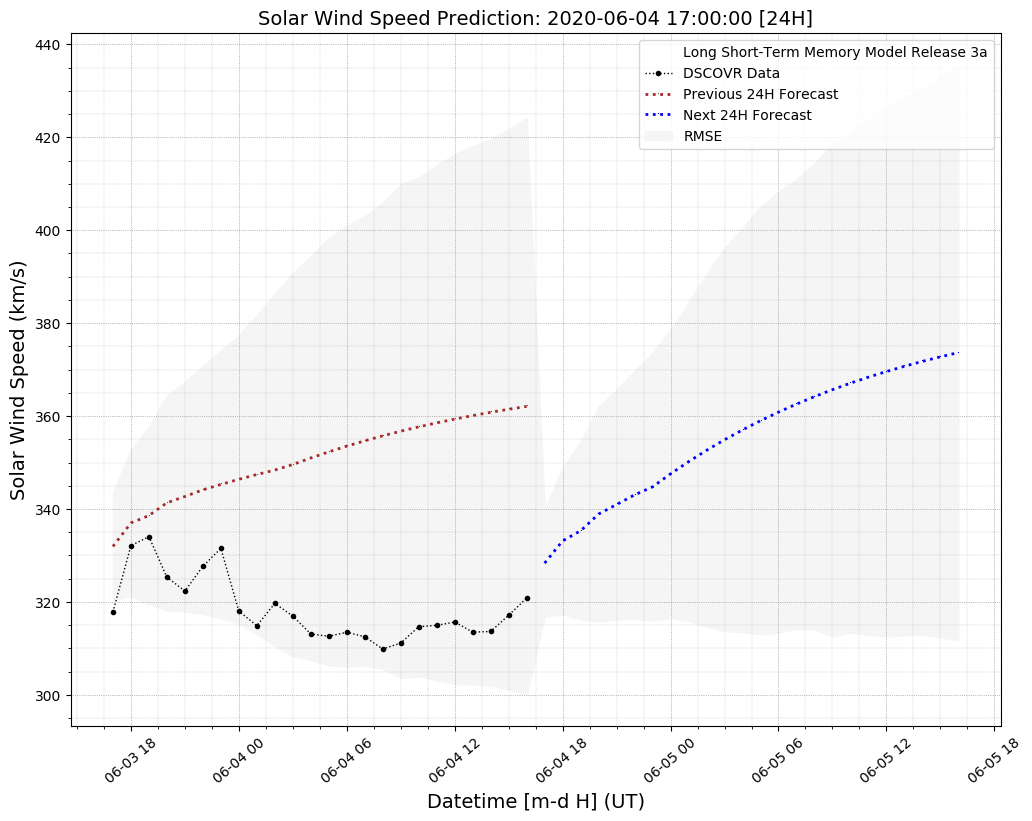 Solar Wind Speed Prediction: 2020-06-04 17:00:00 [24H]
Long Short-Term Memory Model Release 3a
DSCOVR Data
Previous 24H Forecast
Next 24H Forecast
RMSE
Solar Wind Speed (km/s)
440
420
400
380
360
340
320
300
06-03 18
06-04 00
06-04 06
06-04 12
06-04 18
06-05 00
06-05 06
06-05 12
06-05 18
Datetime [m-d H] (UT)